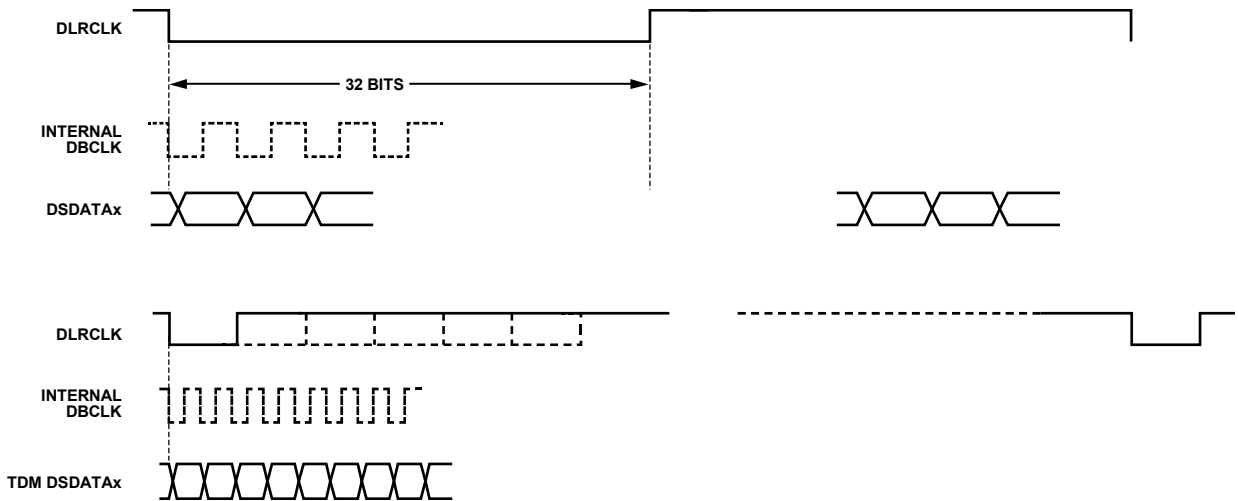 DLRCLK
32 BITS
INTERNAL
DBCLK
DSDATAx
DLRCLK
INTERNAL
DBCLK
TDM DSDATAx